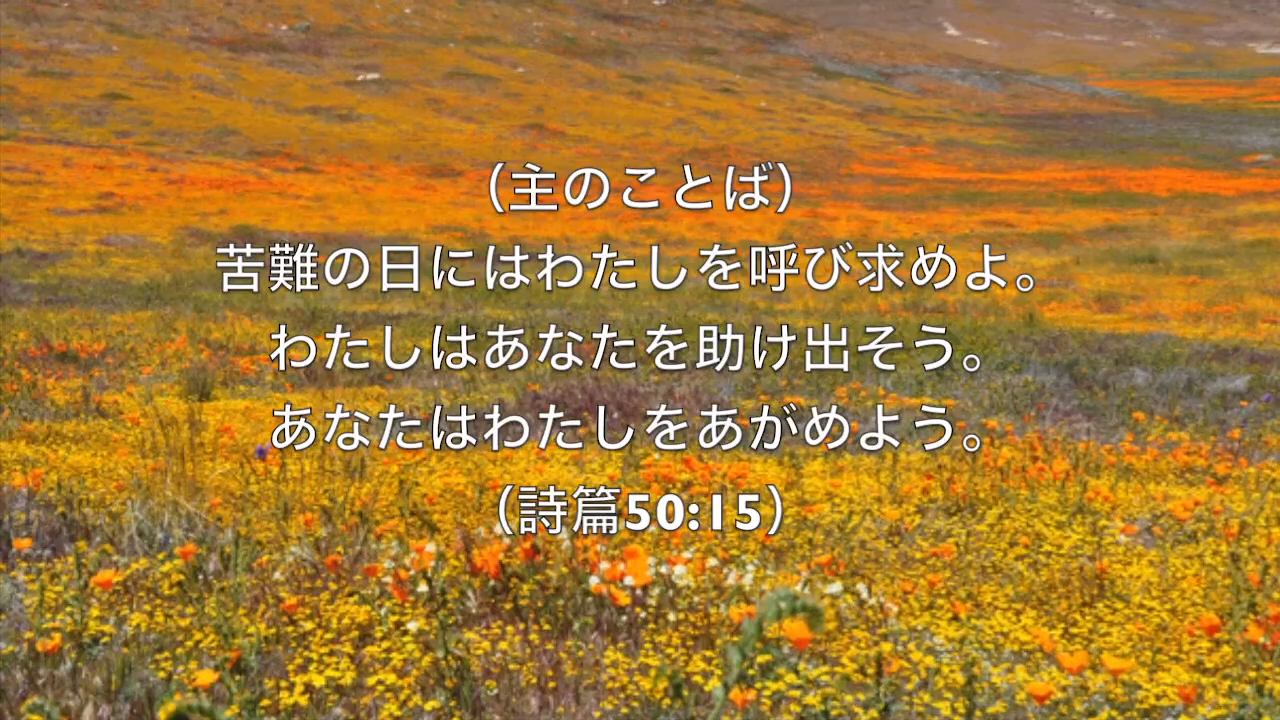 （主のことば）
苦難の日にはわたしを呼び求めよ。
わたしはあなたを助け出そう。
あなたはわたしをあがめよう。
（詩篇50:15）